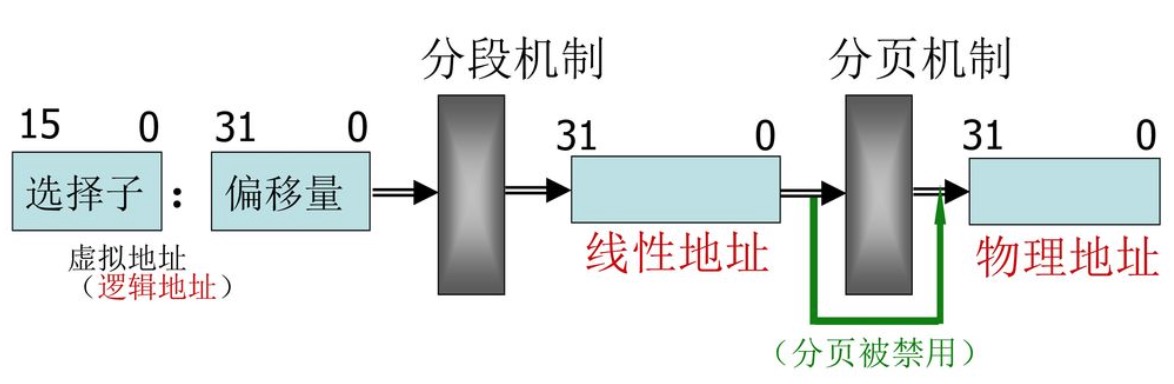 分段机制
分页机制
15 0 31 0
31 0
31 0
选择子 : 偏移量
虚拟地址
（逻辑地址）
线性地址
物理地址
（分页被禁用）